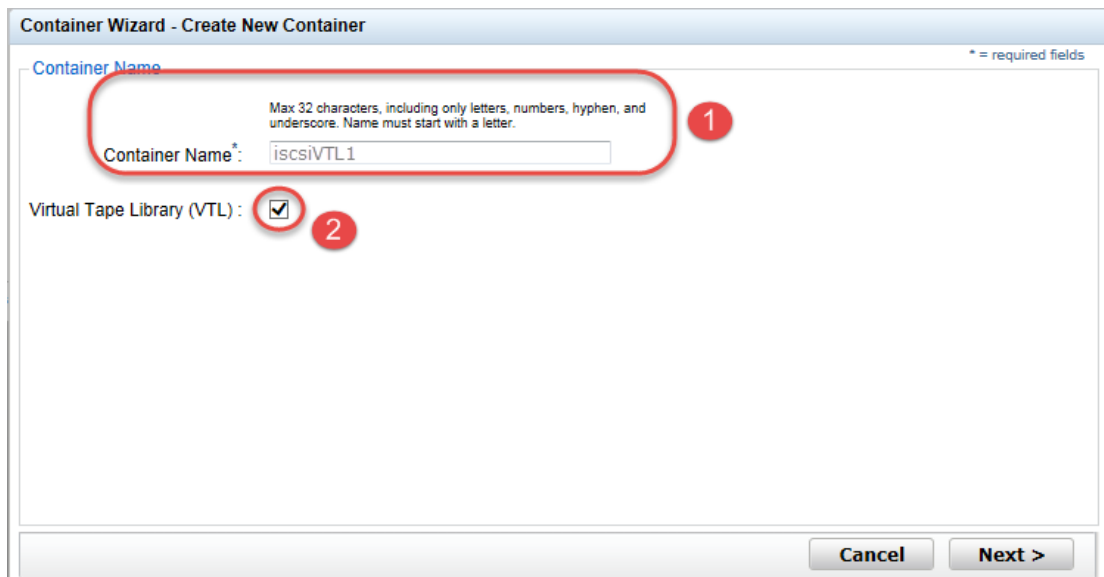 Container Wizard - Create New Container
* = required fields
Container Name
Max 32 characters, including only letters, numbers, hyphen, and
underscore. Name must start with a letter.
Container Name*: iscsiVTL1
1
Virtual Tape Library (VTL) :
2
Cancel Next >